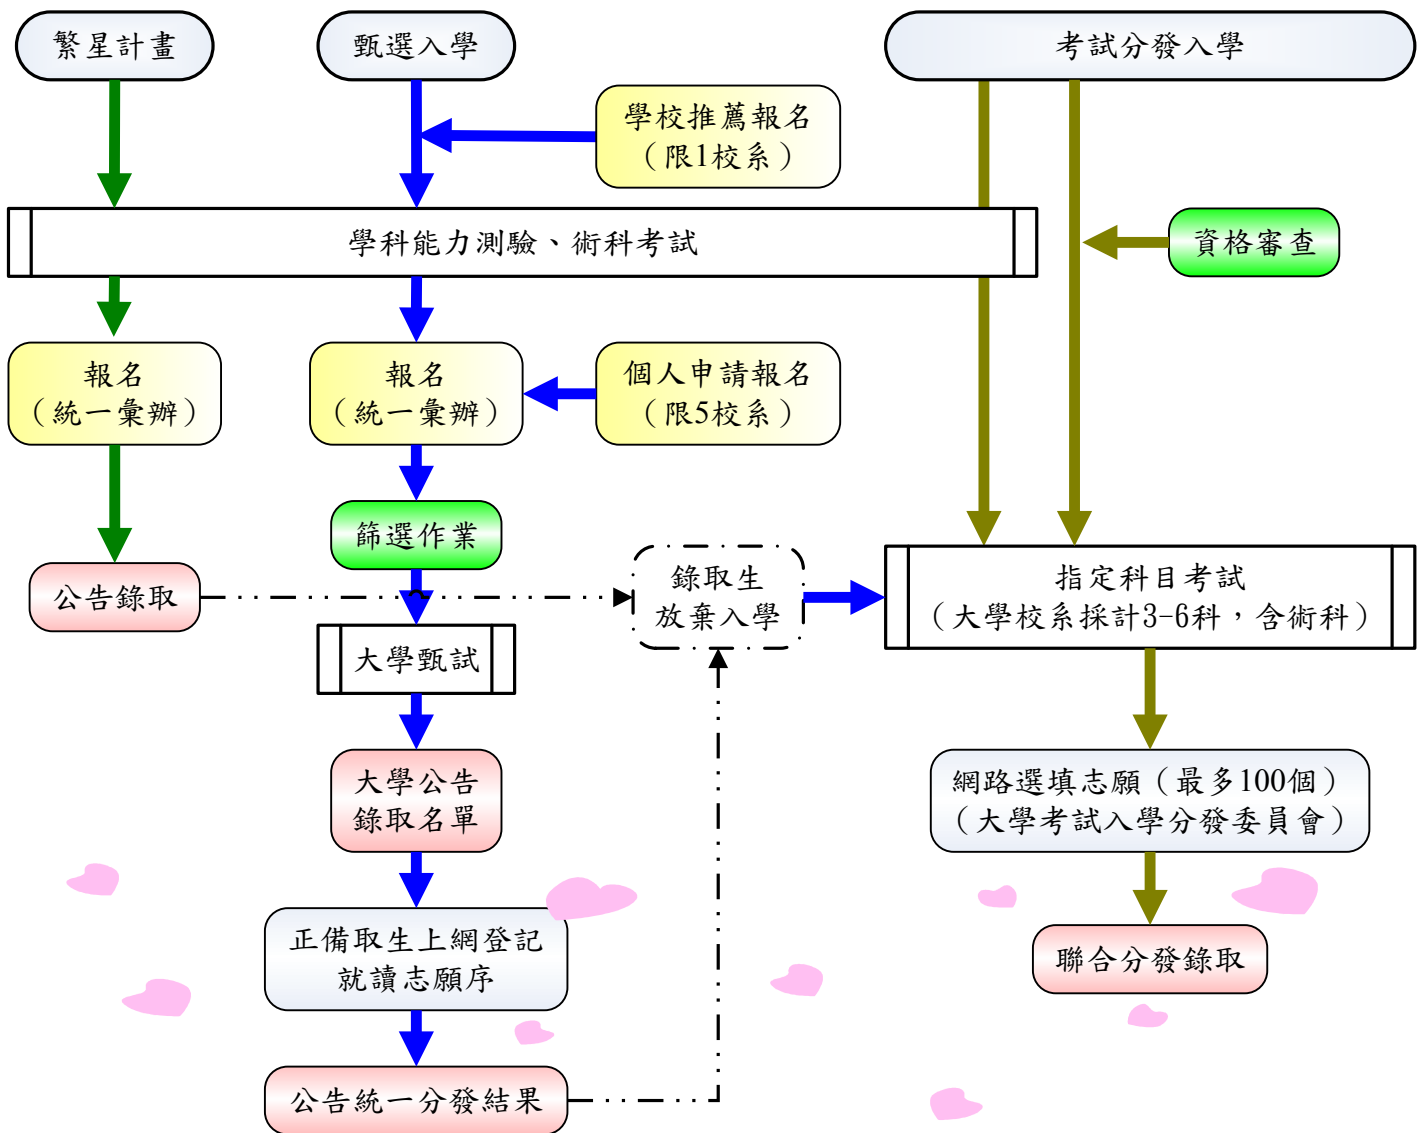 繁星計畫
甄選入學
考試分發入學
學校推薦報名
（限1校系）
學科能力測驗、術科考試
資格審查
報名
（統一彙辦）
報名
（統一彙辦）
個人申請報名
（限5校系）
篩選作業
公告錄取
錄取生
放棄入學
指定科目考試
（大學校系採計3-6科，含術科）
大學甄試
大學公告
錄取名單
網路選填志願（最多100個）
（大學考試入學分發委員會）
正備取生上網登記
就讀志願序
聯合分發錄取
公告統一分發結果